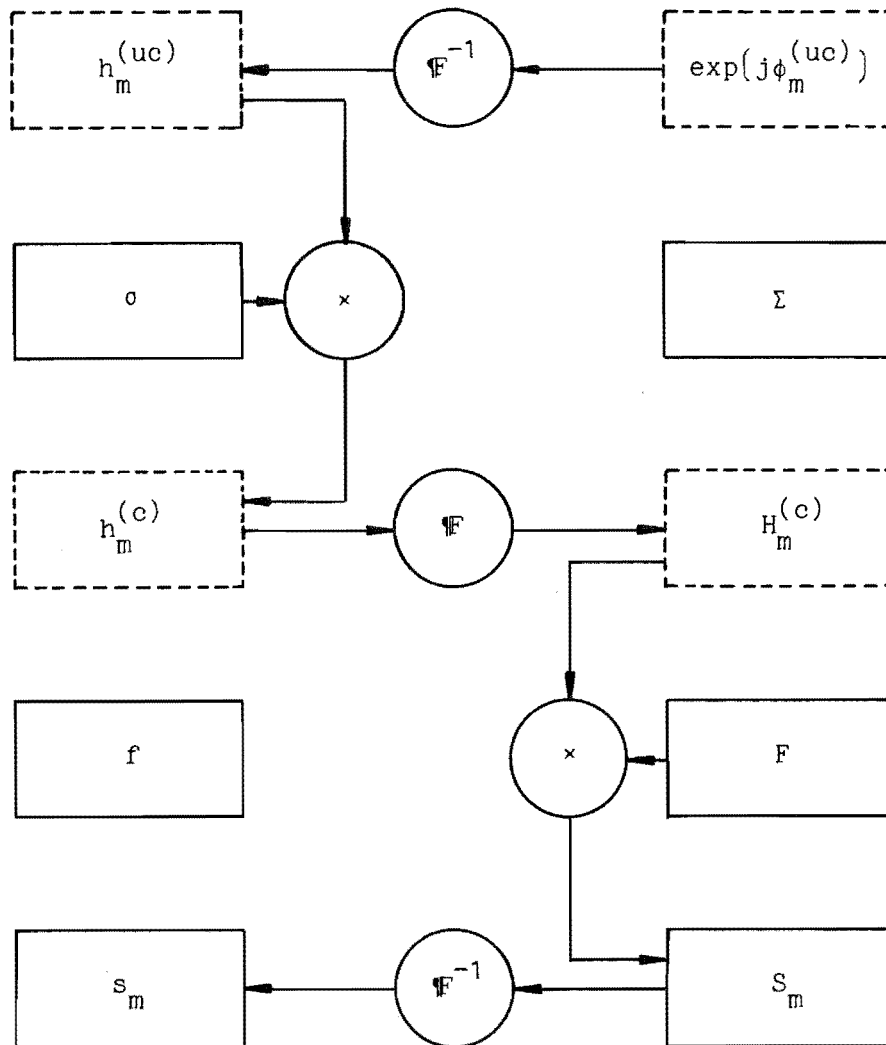 h_m^(uc)
𝔽^-1
exp(jϕ_m^(uc))
σ
×
Σ
h_m^(c)
𝔽
H_m^(c)
f
×
F
s_m
𝔽^-1
S_m